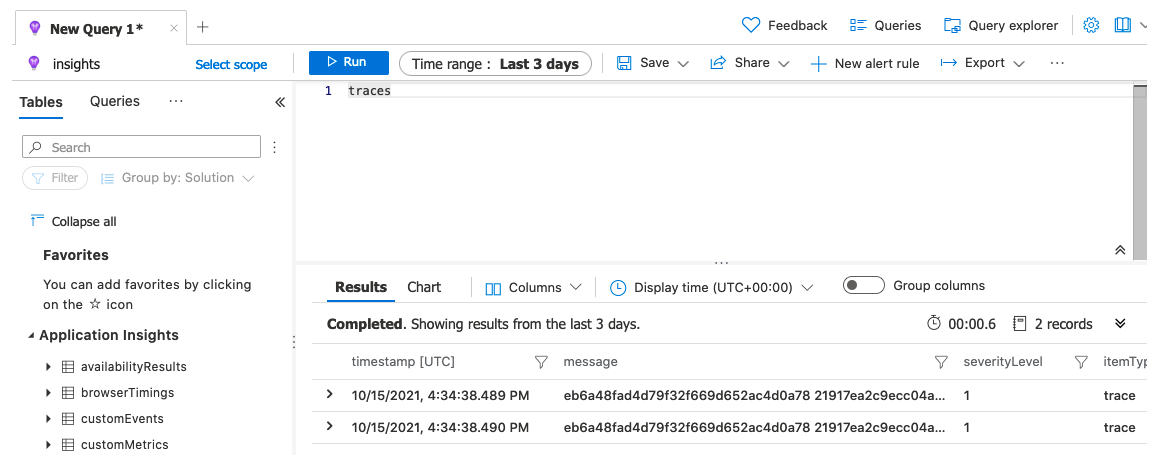 New Query 1*
Feedback
Queries
Query explorer
insights
Select scope
Run
Time range : Last 3 days
Save
Share
New alert rule
Export
Tables
Queries
Search
Filter
Group by: Solution
Collapse all
Favorites
You can add favorites by clicking
on the ☆ icon
Application Insights
availabilityResults
browserTimings
customEvents
customMetrics
1 traces
Results
Chart
Columns
Display time (UTC+00:00)
Group columns
Completed. Showing results from the last 3 days.
00:00.6
2 records
timestamp [UTC] message severityLevel itemTyp
10/15/2021, 4:34:38.489 PM eb6a48fad4d79f32f669d652ac4d0a78 21917ea2c9ecc04a... 1 trace
10/15/2021, 4:34:38.490 PM eb6a48fad4d79f32f669d652ac4d0a78 21917ea2c9ecc04a... 1 trace